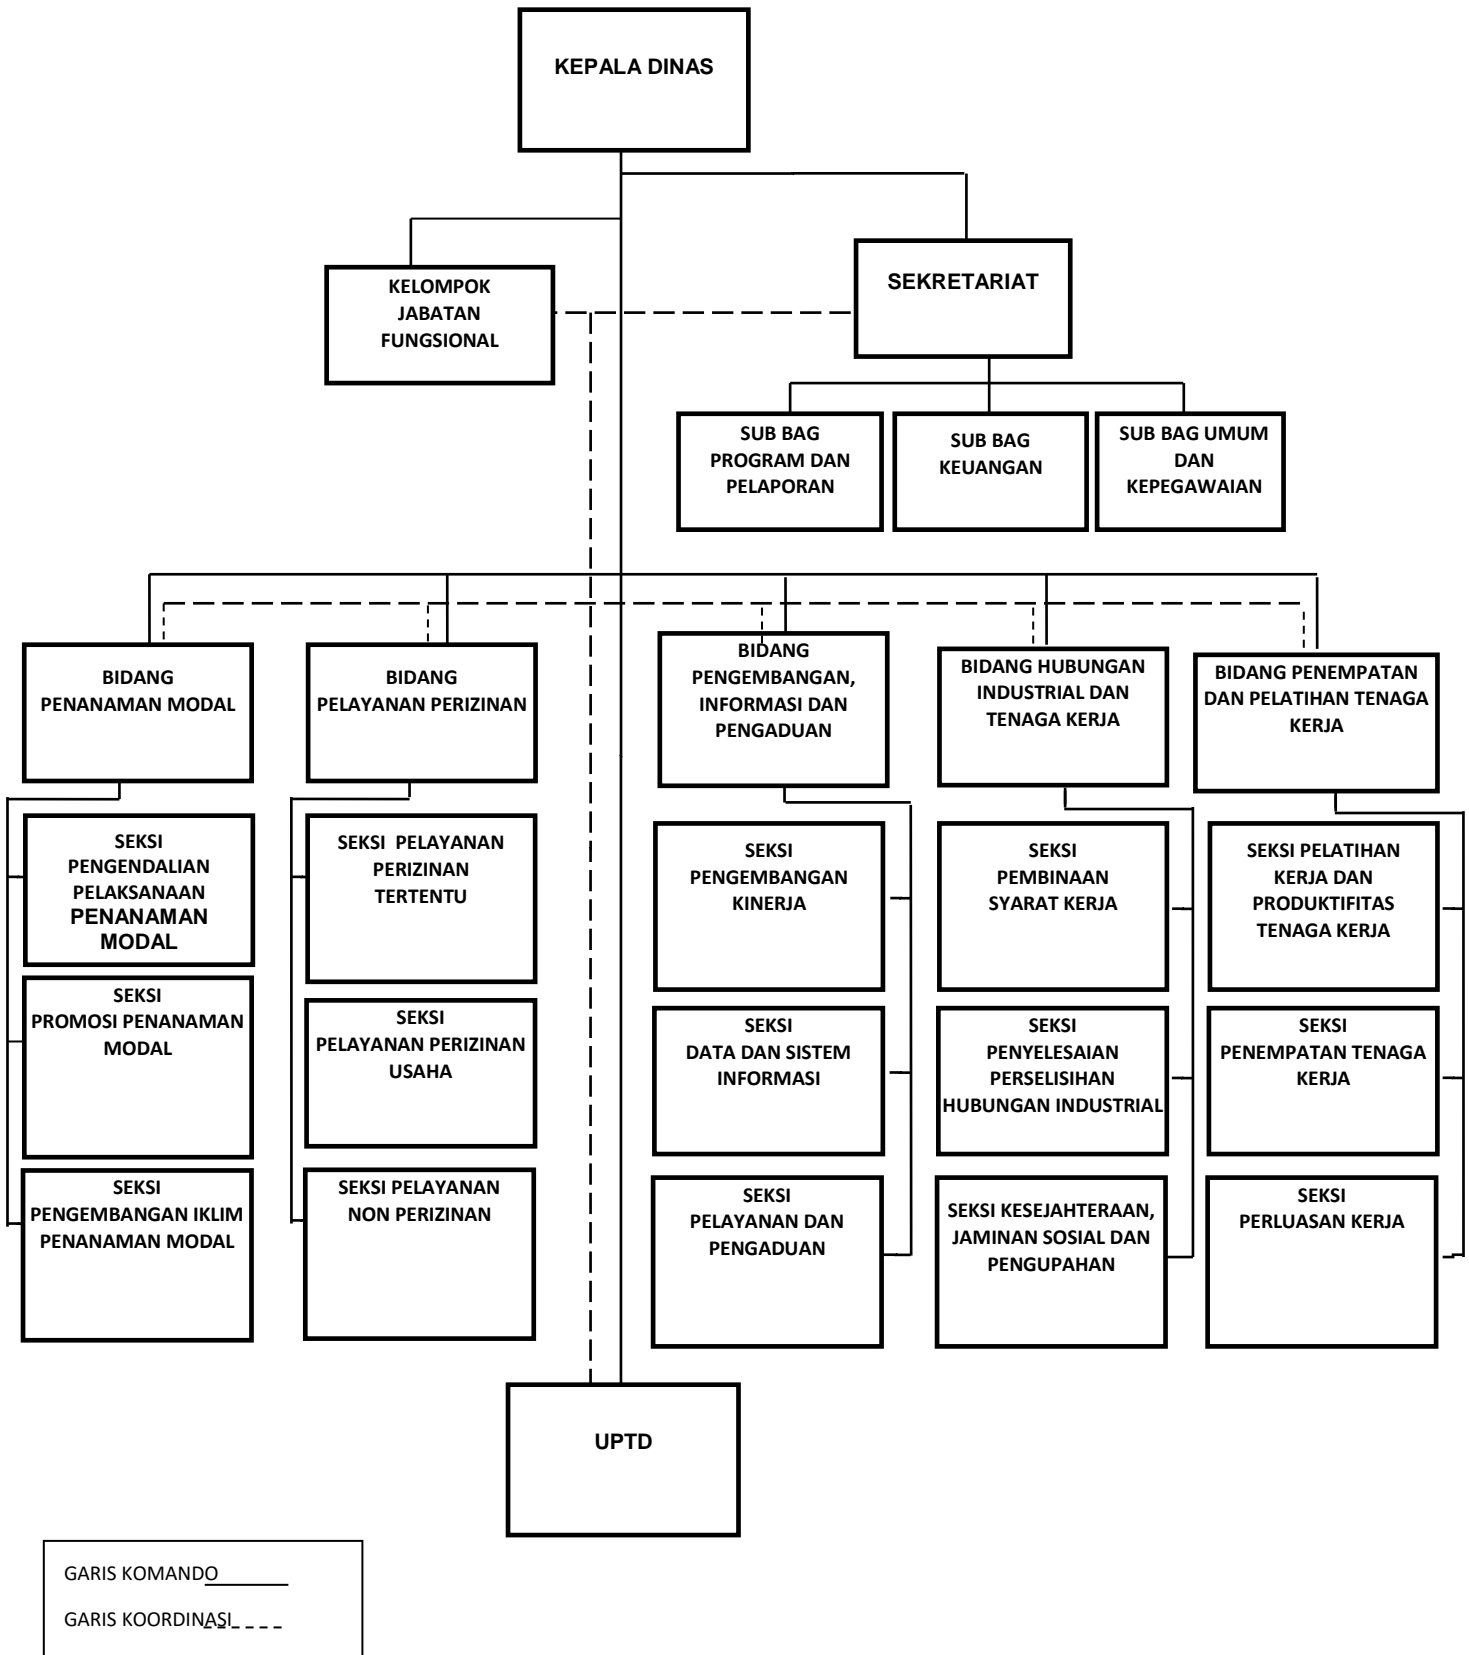 KEPALA DINAS
KELOMPOK
JABATAN
FUNGSIONAL
SEKRETARIAT
SUB BAG
PROGRAM DAN
PELAPORAN
SUB BAG
KEUANGAN
SUB BAG UMUM
DAN
KEPEGAWAIAN
BIDANG
PENANAMAN MODAL
BIDANG
PELAYANAN PERIZINAN
BIDANG
PENGEMBANGAN,
INFORMASI DAN
PENGADUAN
BIDANG HUBUNGAN
INDUSTRIAL DAN
TENAGA KERJA
BIDANG PENEMPATAN
DAN PELATIHAN TENAGA
KERJA
SEKSI
PENGENDALIAN
PELAKSANAAN
PENANAMAN
MODAL
SEKSI  PELAYANAN
PERIZINAN
TERTENTU
SEKSI
PENGEMBANGAN
KINERJA
SEKSI
PEMBINAAN
SYARAT KERJA
SEKSI PELATIHAN
KERJA DAN
PRODUKTIFITAS
TENAGA KERJA
SEKSI
PROMOSI PENANAMAN
MODAL
SEKSI
PELAYANAN PERIZINAN
USAHA
SEKSI
DATA DAN SISTEM
INFORMASI
SEKSI
PENYELESAIAN
PERSELISIHAN
HUBUNGAN INDUSTRIAL
SEKSI
PENEMPATAN TENAGA
KERJA
SEKSI
PENGEMBANGAN IKLIM
PENANAMAN MODAL
SEKSI PELAYANAN
NON PERIZINAN
SEKSI
PELAYANAN DAN
PENGADUAN
SEKSI KESEJAHTERAAN,
JAMINAN SOSIAL DAN
PENGUPAHAN
SEKSI
PERLUASAN KERJA
UPTD
GARIS KOMANDO
GARIS KOORDINASI